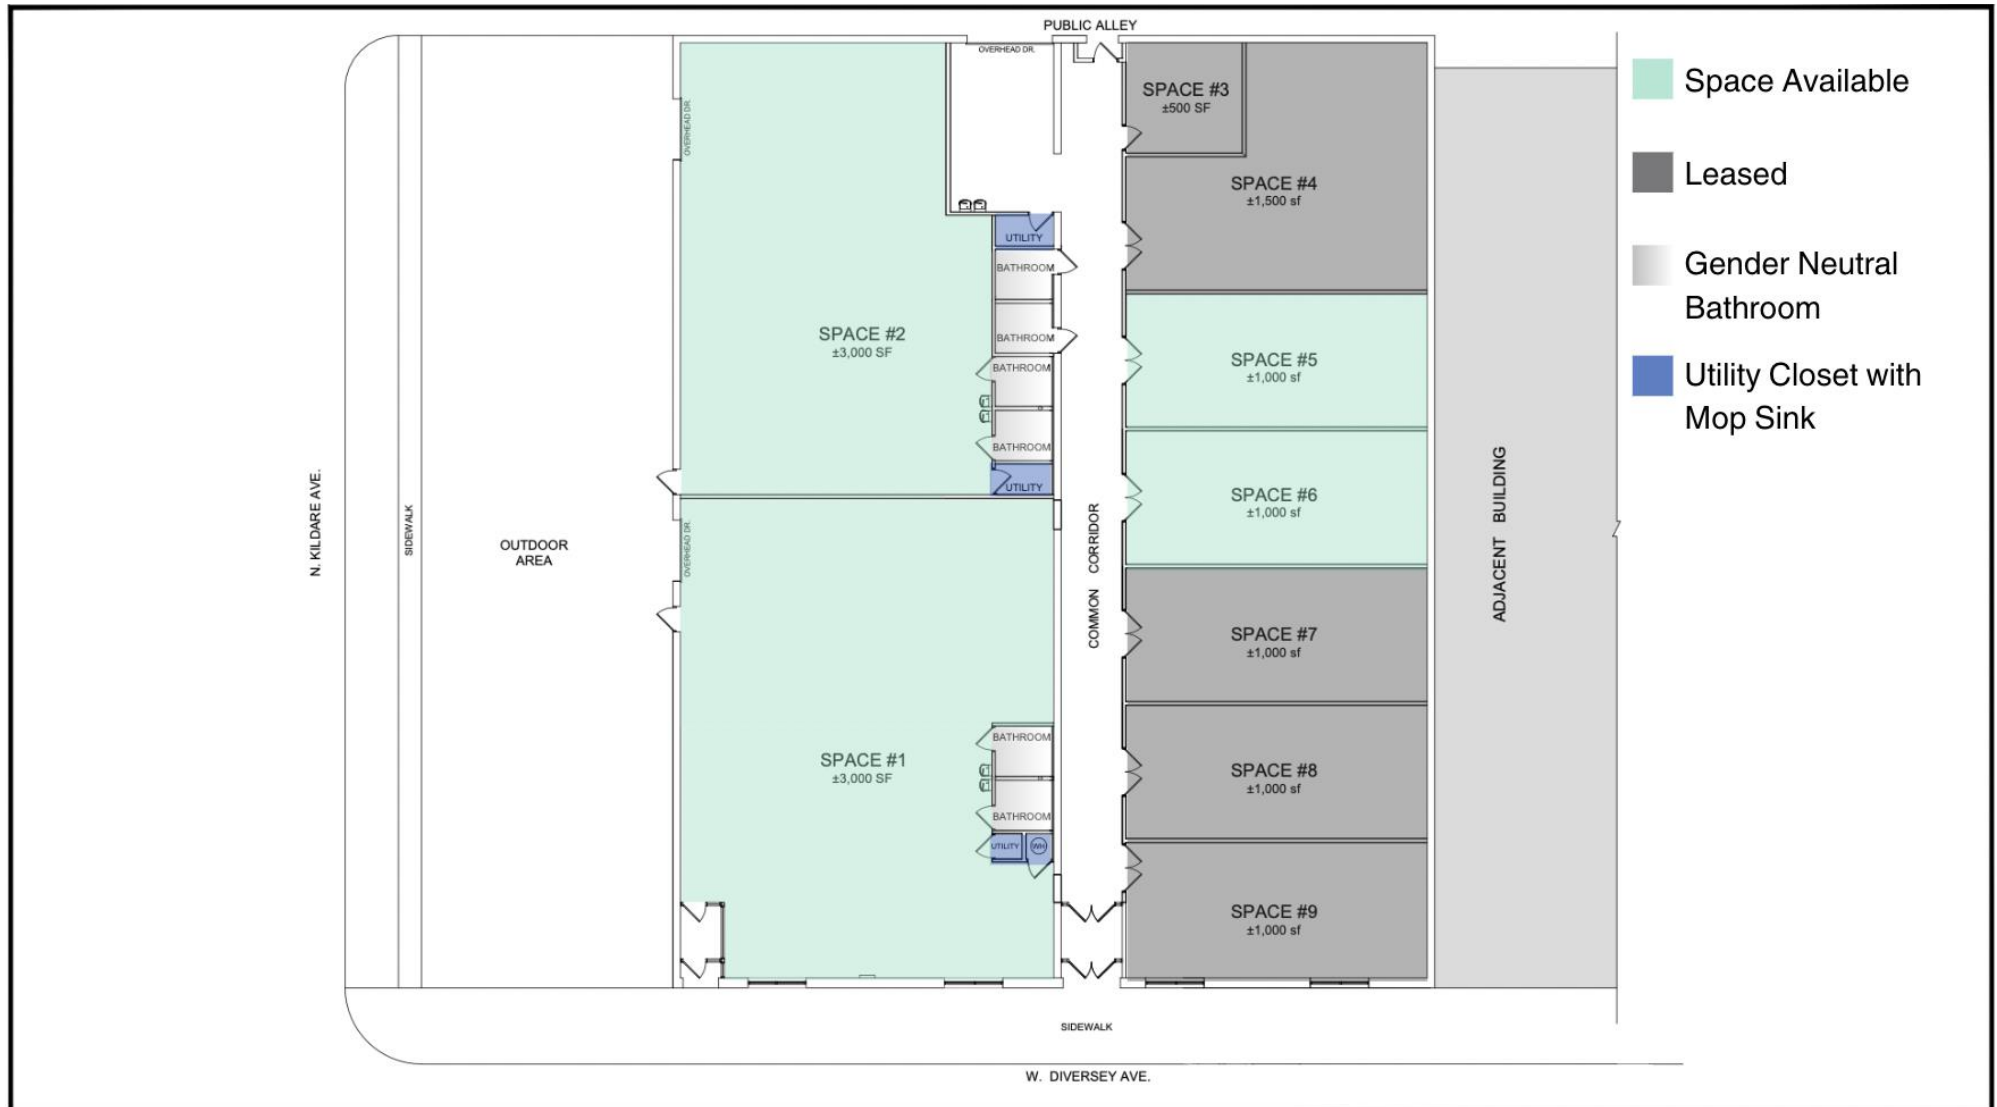 PUBLIC ALLEY
OVERHEAD DR.
OVERHEAD DR.
SPACE #3
±500 SF
SPACE #4
±1,500 sf
UTILITY
BATHROOM
BATHROOM
BATHROOM
BATHROOM
UTILITY
SPACE #2
±3,000 SF
SPACE #5
±1,000 sf
SPACE #6
±1,000 sf
N. KILDARE AVE.
SIDEWALK
OUTDOOR
AREA
OVERHEAD DR.
COMMON CORRIDOR
ADJACENT BUILDING
SPACE #7
±1,000 sf
SPACE #1
±3,000 SF
BATHROOM
BATHROOM
UTILITY
WH
SPACE #8
±1,000 sf
SPACE #9
±1,000 sf
SIDEWALK
W. DIVERSEY AVE.
Space Available
Leased
Gender Neutral
Bathroom
Utility Closet with
Mop Sink